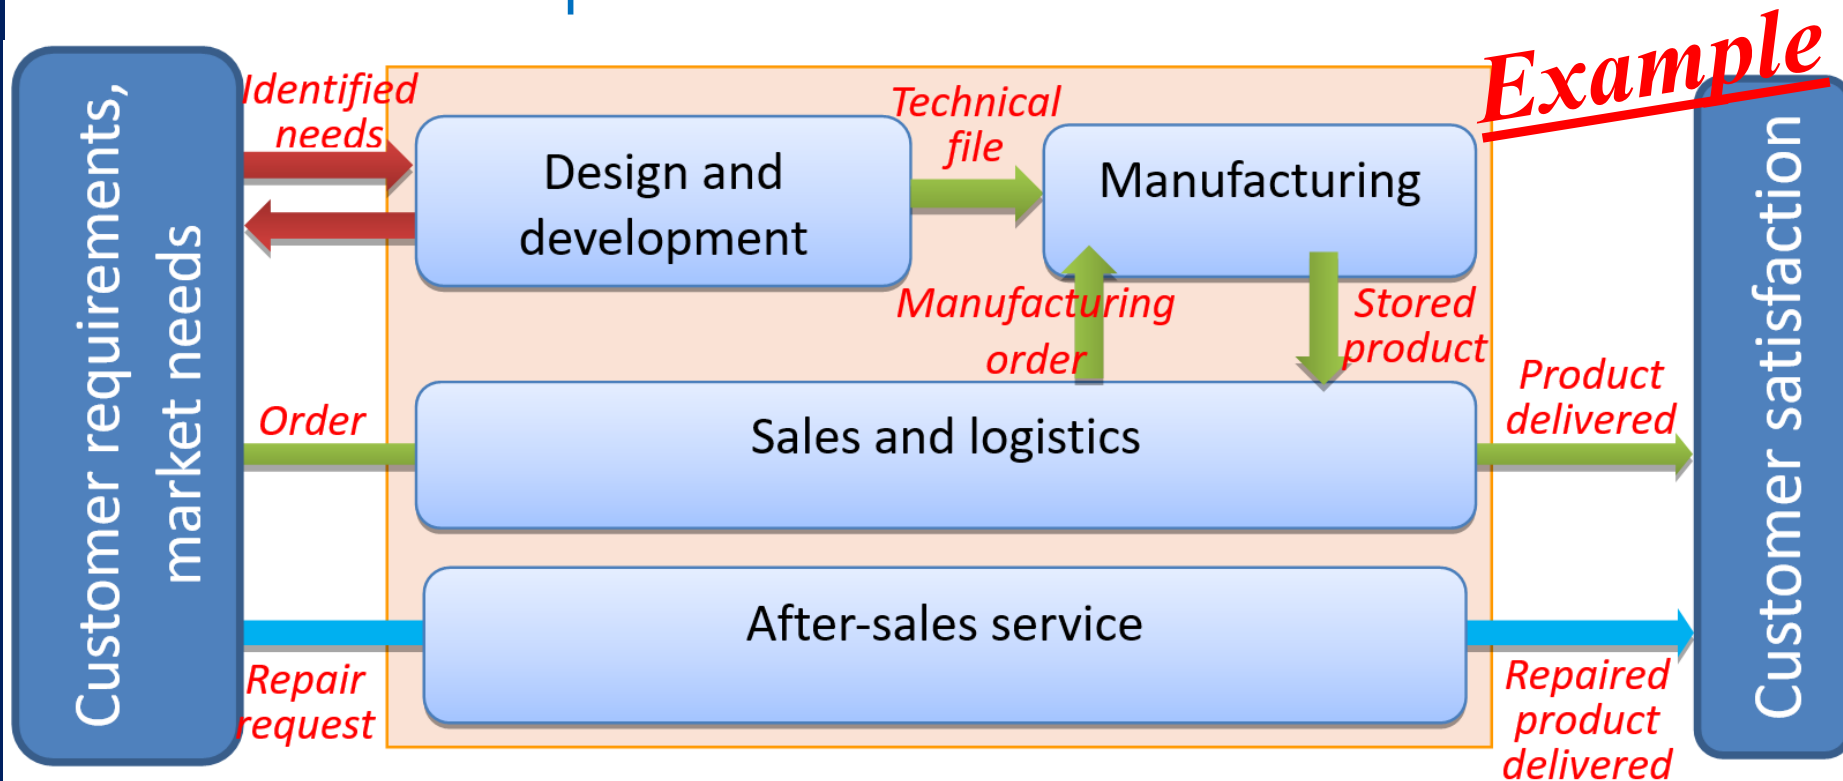 Example
Customer requirements,
market needs
Identified
needs
Design and
development
Technical
file
Manufacturing
Manufacturing
order
Stored
product
Order
Sales and logistics
Product
delivered
Repair
request
After-sales service
Repaired
product
delivered
Customer satisfaction